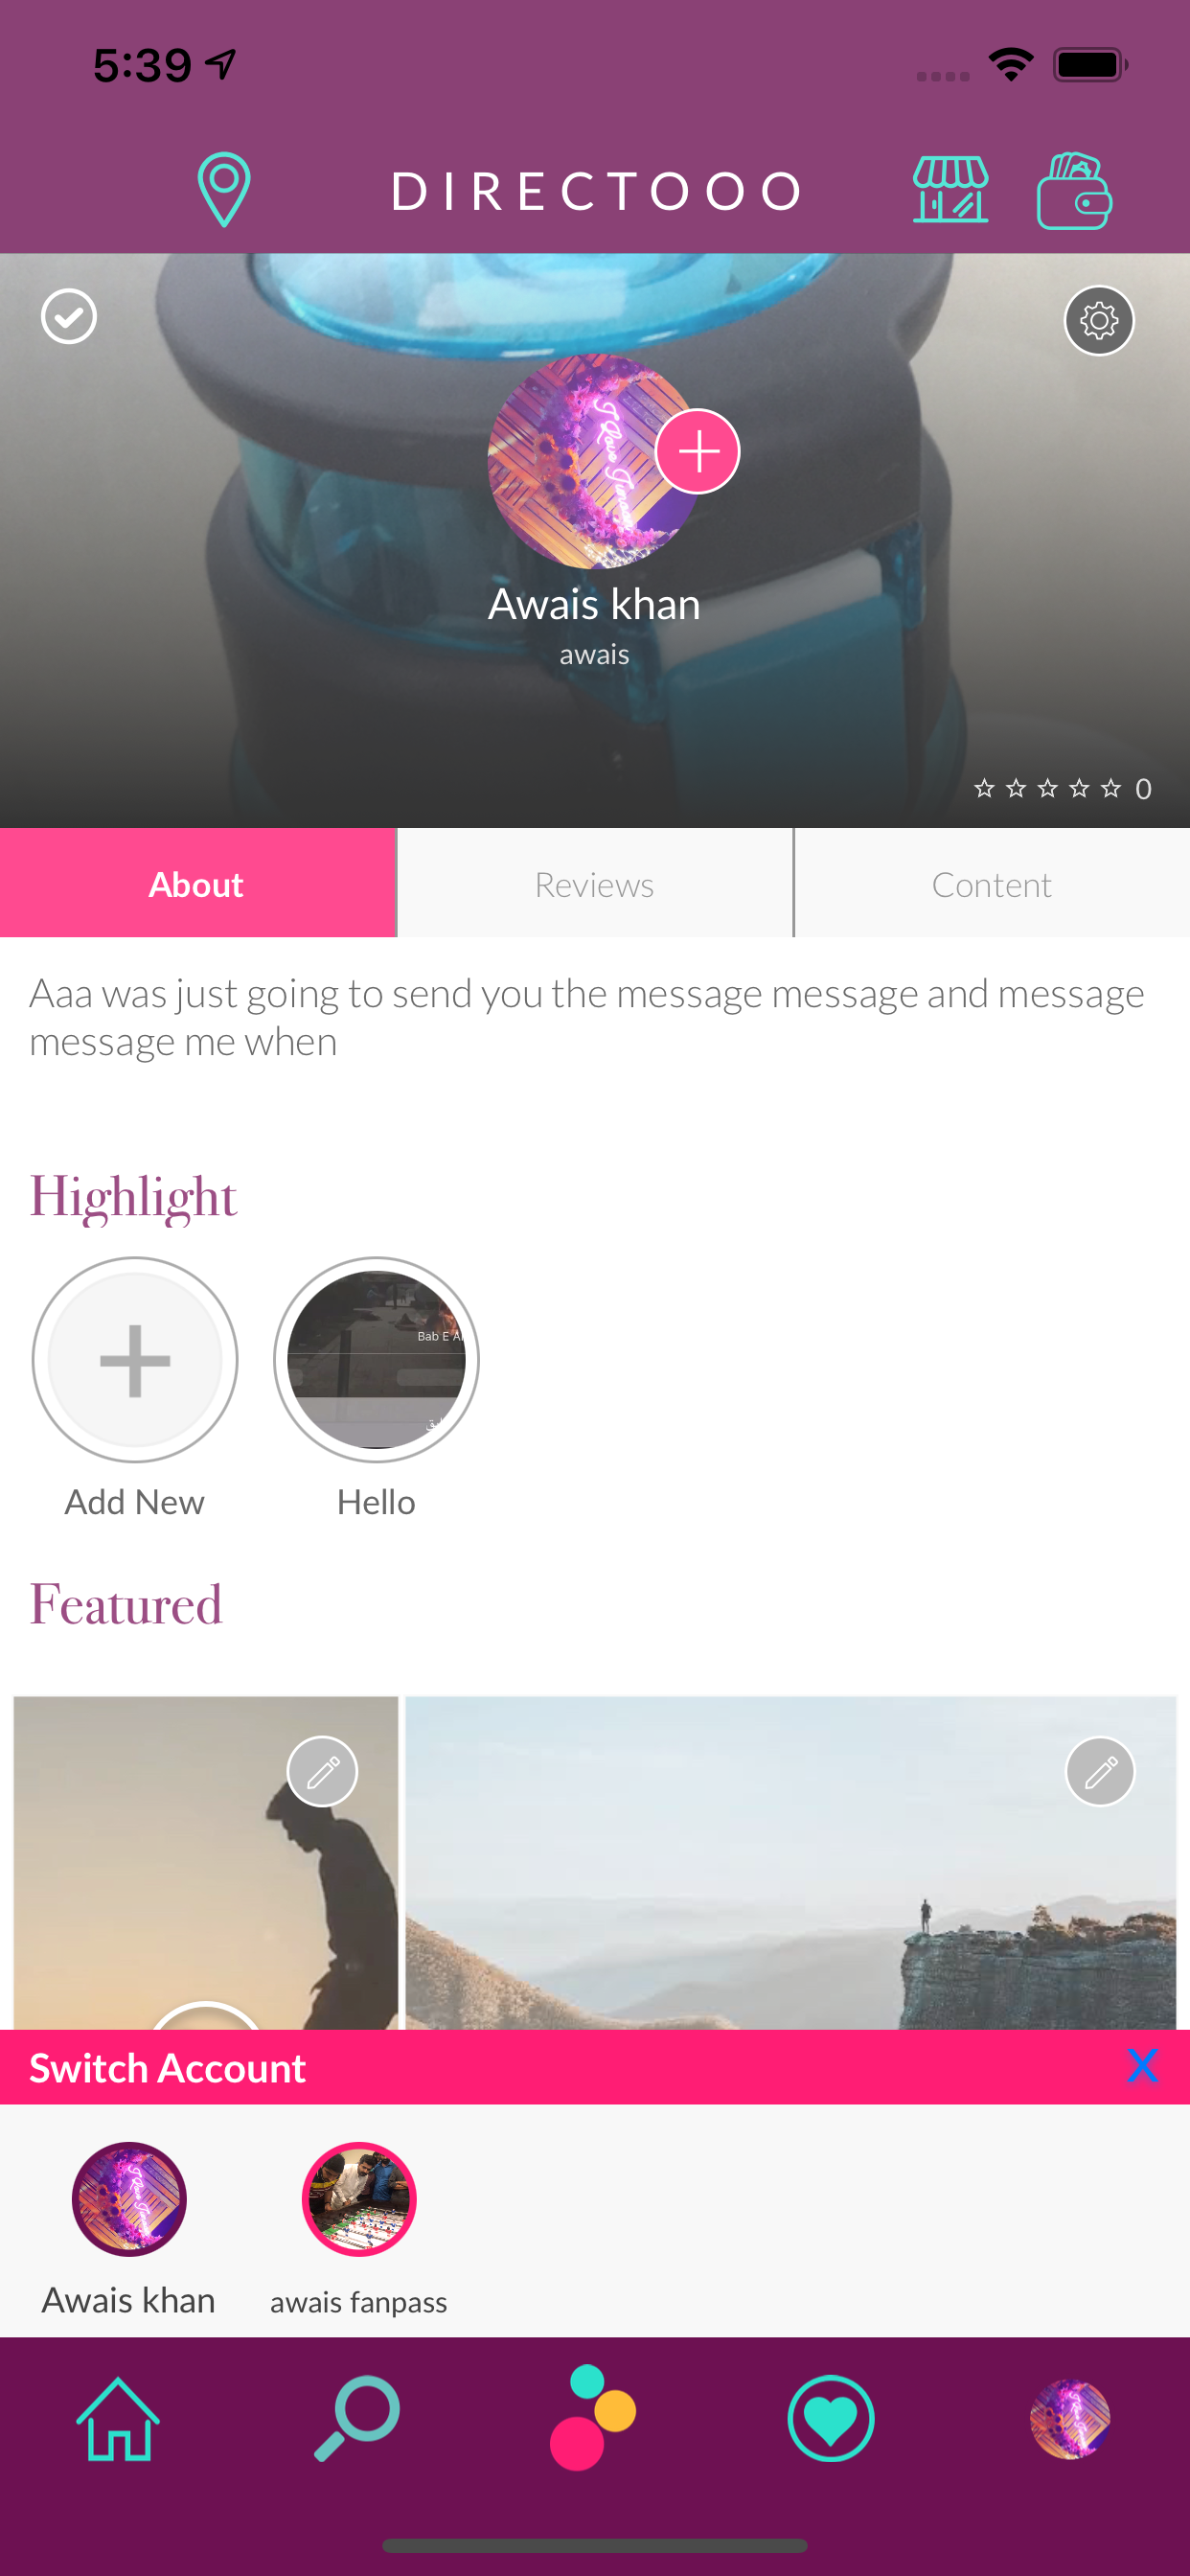 5:39
DIRECTOOO
Awais khan
awais
0
About
Reviews
Content
Aaa was just going to send you the message message and message
message me when
Highlight
Bab E
Add New
Hello
Featured
Switch Account
X
Awais khan
awais fanpass